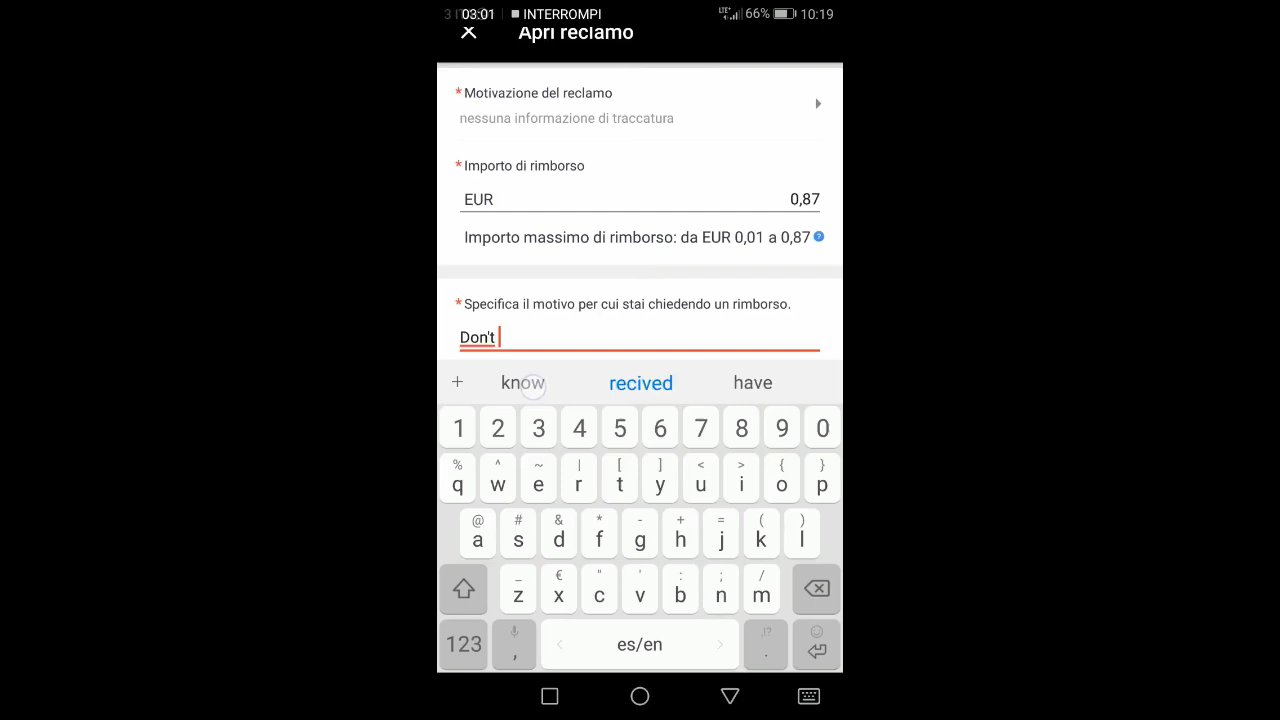 03:01 INTERROMPI LTE+ 66% 10:19
Apri reclamo
* Motivazione del reclamo
nessuna informazione di traccatura
* Importo di rimborso
EUR 0,87
Importo massimo di rimborso: da EUR 0,01 a 0,87 ?
* Specifica il motivo per cui stai chiedendo un rimborso.
Don't
+ know recived have
1 2 3 4 5 6 7 8 9 0
% ^ ~ | [ ] < > { }
q w e r t y u i o p
@ # & * - + = ( )
a s d f g h j k l
_ € " ' : ; /
z x c v b n m
123 , < es/en > .!? .